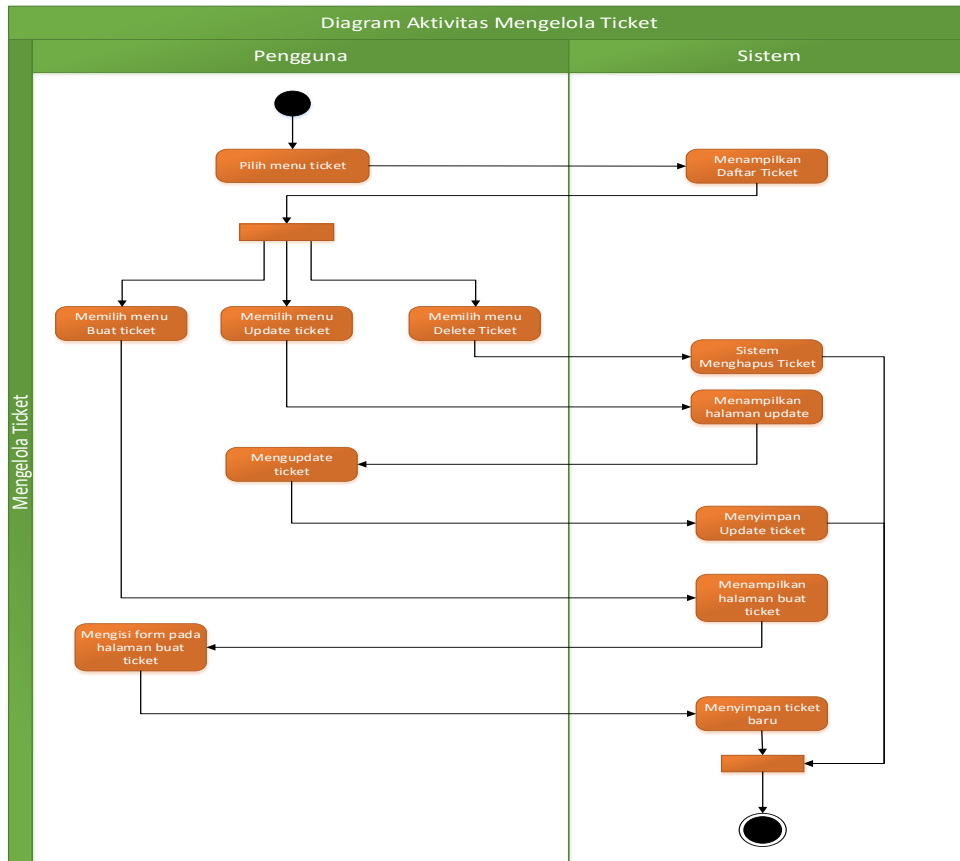 Diagram Aktivitas Mengelola Ticket
Pengguna
Sistem
Mengelola Ticket
Pilih menu ticket
Menampilkan
Daftar Ticket
Memilih menu
Buat ticket
Memilih menu
Update ticket
Memilih menu
Delete Ticket
Sistem
Menghapus Ticket
Menampilkan
halaman update
Mengupdate
ticket
Menyimpan
Update ticket
Menampilkan
halaman buat
ticket
Mengisi form pada
halaman buat
ticket
Menyimpan ticket
baru